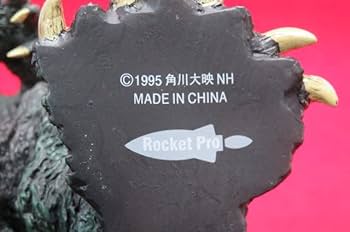 ©1995 角川大映 NH
MADE IN CHINA
Rocket Pro